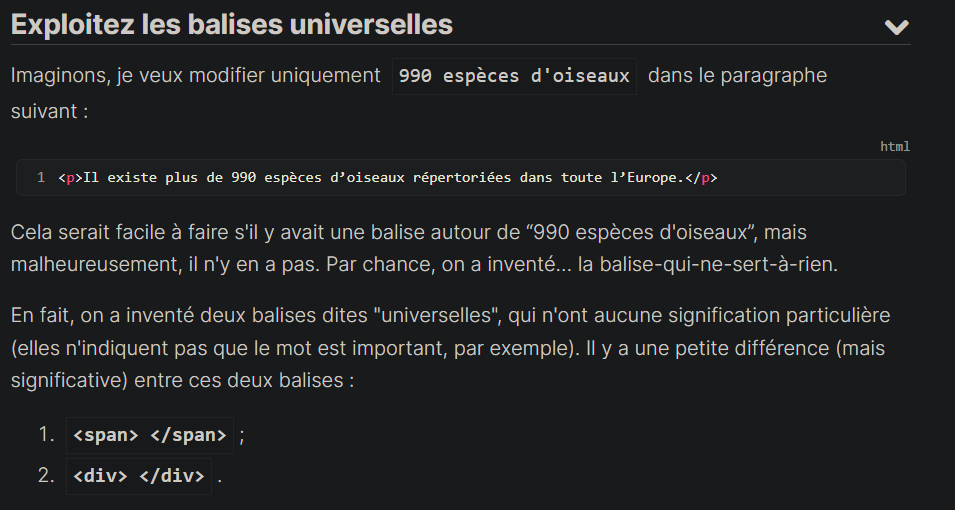 Exploitez les balises universelles
Imaginons, je veux modifier uniquement 990 espèces d'oiseaux dans le paragraphe
suivant :
html
1 <p>Il existe plus de 990 espèces d’oiseaux répertoriées dans toute l’Europe.</p>
Cela serait facile à faire s'il y avait une balise autour de “990 espèces d'oiseaux”, mais
malheureusement, il n'y en a pas. Par chance, on a inventé... la balise-qui-ne-sert-à-rien.
En fait, on a inventé deux balises dites "universelles", qui n'ont aucune signification particulière
(elles n'indiquent pas que le mot est important, par exemple). Il y a une petite différence (mais
significative) entre ces deux balises :
1. <span> </span> ;
2. <div> </div> .